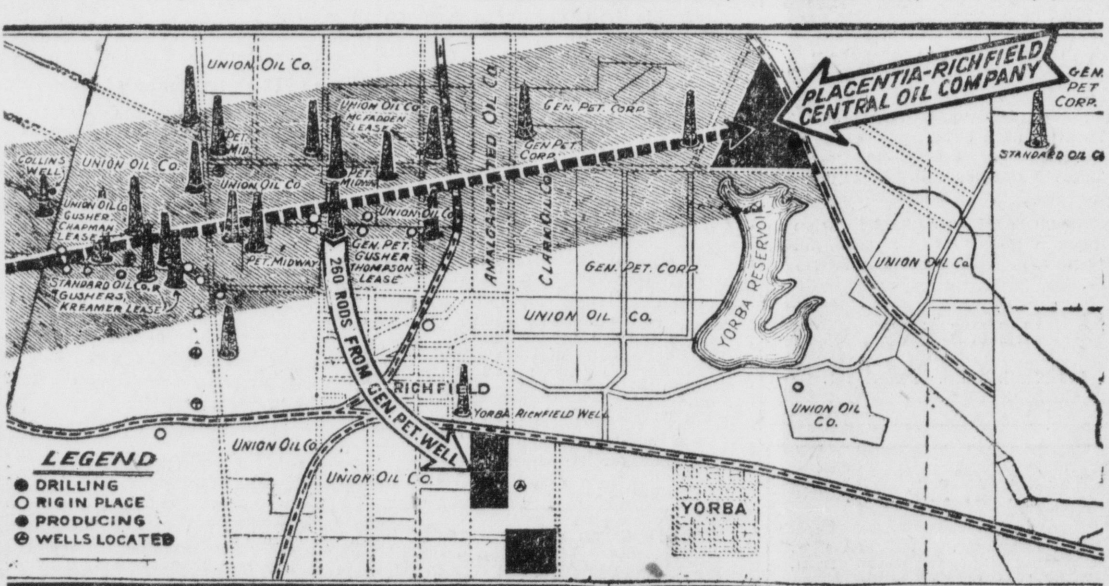 PLACENTIA-RICHFIELD
CENTRAL OIL COMPANY
GEN.
PET
CORP.
STANDARD OIL Co
UNION OIL Co.
UNION OIL Co.
MCFADDEN
LEASE
GEN. PET. CORP.
GEN PET
CORP.
AMALGAMATED OIL Co.
CLARK OIL Co.
PET.
MID.
COLLINS
WELL
UNION OIL Co.
UNION OIL Co
PET.
MIDWAY
UNION OIL Co.
GUSHER
CHAPMAN
LEASE
UNION OIL Co
PET. MIDWAY
GEN. PET.
GUSHER
THOMPSON
LEASE
STANDARD OIL Co.
GUSHERS,
KREAMER LEASE
260 RODS FROM GEN. PET. WELL
GEN. PET. CORP.
UNION OIL Co.
YORBA RESERVOIR
UNION OIL Co.
RICHFIELD
YORBA RICHFIELD WELL
UNION OIL
Co.
UNION OIL Co
UNION OIL Co.
YORBA
LEGEND
DRILLING
RIG IN PLACE
PRODUCING
WELLS LOCATED